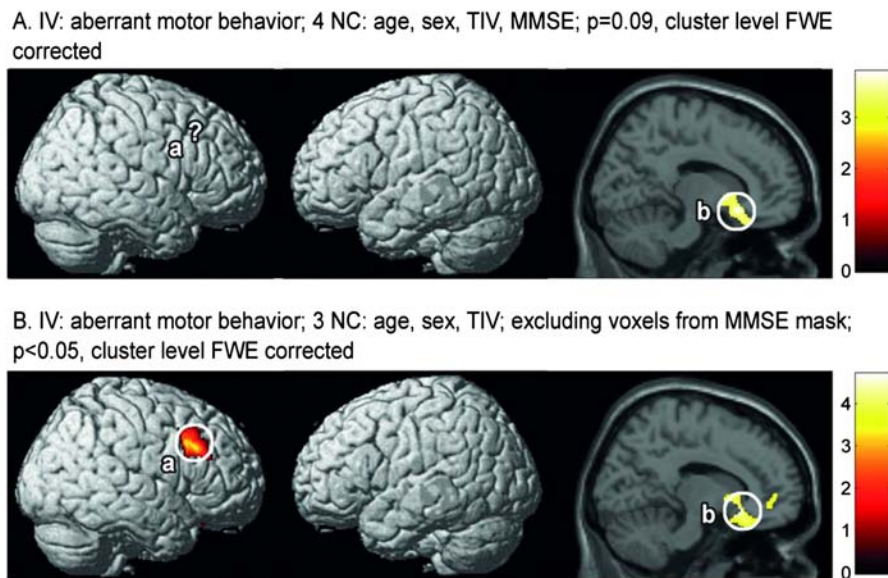 A. IV: aberrant motor behavior; 4 NC: age, sex, TIV, MMSE; p=0.09, cluster level FWE
corrected
a ?
b
3
2
1
0
B. IV: aberrant motor behavior; 3 NC: age, sex, TIV; excluding voxels from MMSE mask;
p<0.05, cluster level FWE corrected
a
b
4
3
2
1
0